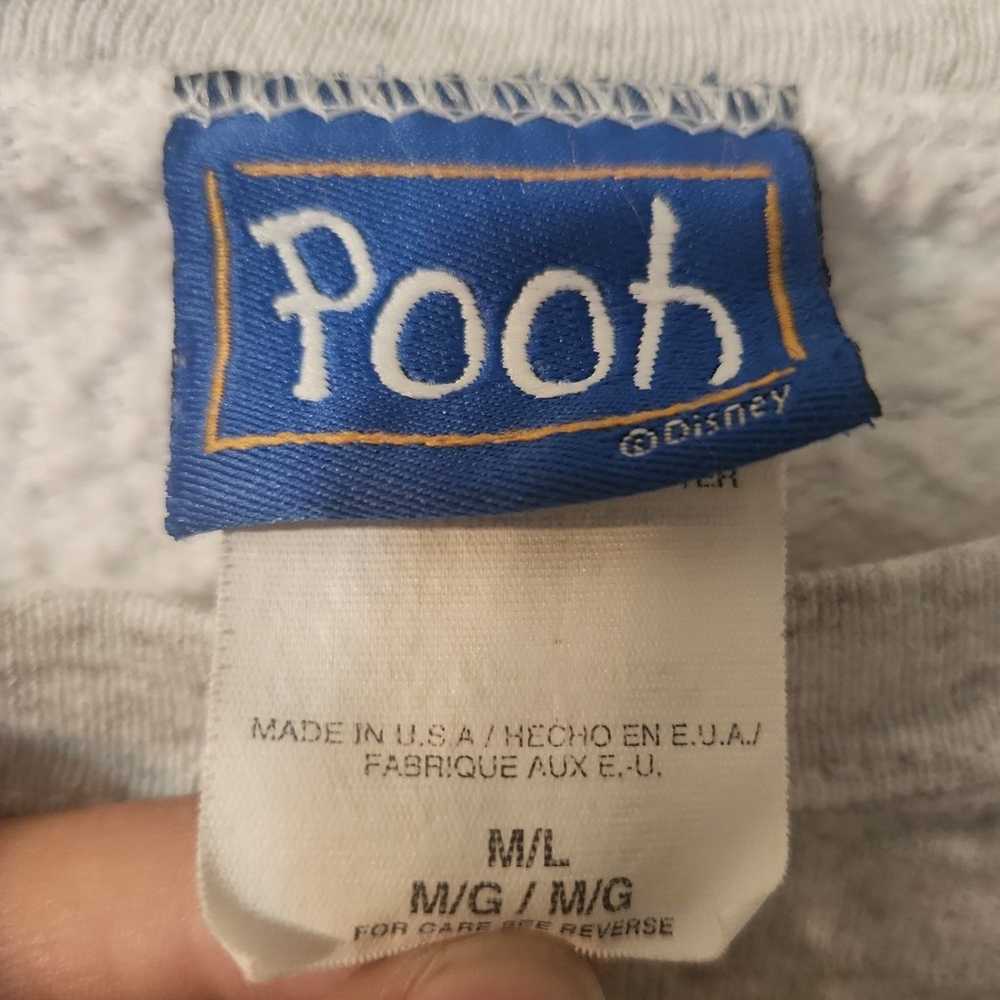 Pooh
©Disney
MADE IN U.S.A / HECHO EN E.U.A./
FABRIQUE AUX E.-U.
M/L
M/G / M/G
FOR CARE SEE REVERSE